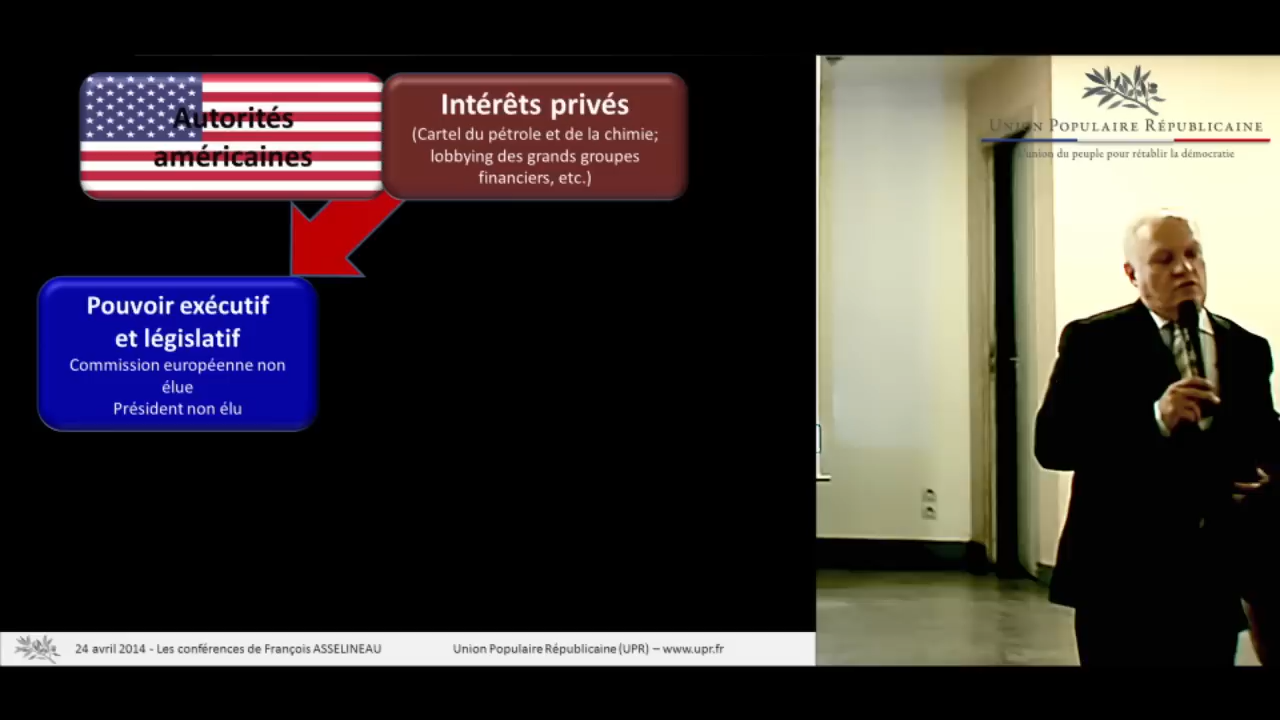 Autorités
américaines
Intérêts privés
(Cartel du pétrole et de la chimie;
lobbying des grands groupes
financiers, etc.)
Pouvoir exécutif
et législatif
Commission européenne non
élue
Président non élu
Union Populaire Républicaine
L'union du peuple pour rétablir la démocratie
24 avril 2014 - Les conférences de François ASSELINEAU
Union Populaire Républicaine (UPR) – www.upr.fr